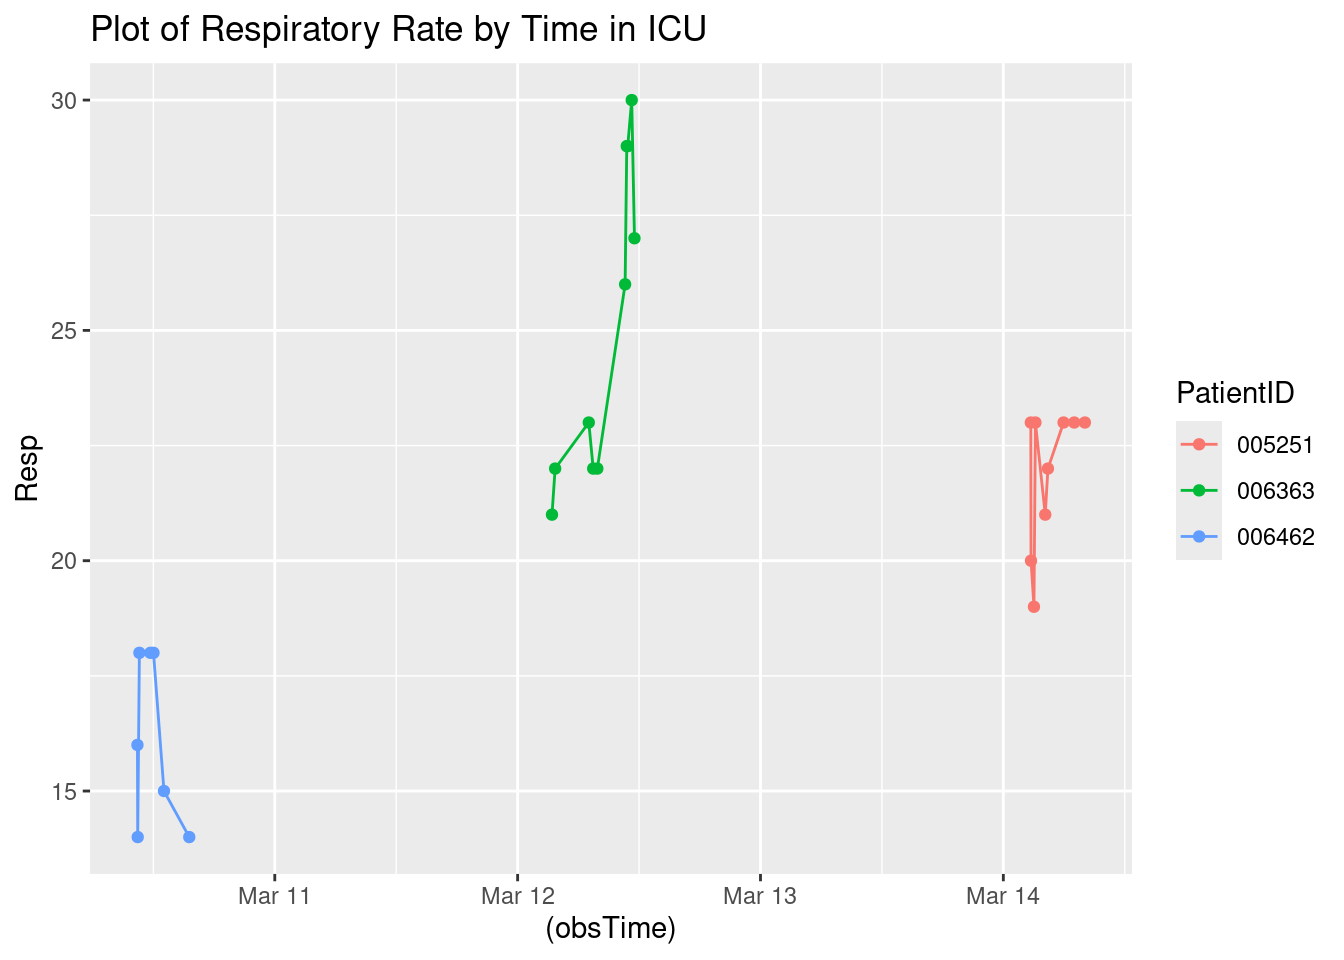 Plot of Respiratory Rate by Time in ICU
30
25
20
15
Resp
Mar 11
Mar 12
Mar 13
Mar 14
(obsTime)
PatientID
005251
006363
006462